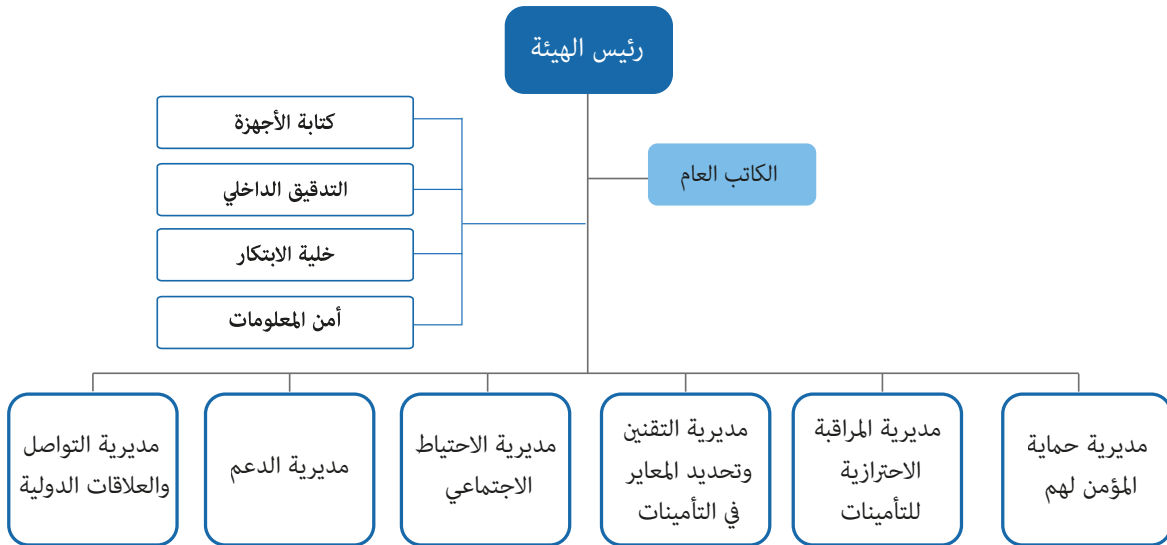 رئيس الهيئة
كتابة الأجهزة
الكاتب العام
التدقيق الداخلي
خلية الابتكار
أمن المعلومات
مديرية حماية
المؤمن لهم
مديرية المراقبة
الاحترازية
للتأمينات
مديرية التقنين
وتحديد المعاير
في التأمينات
مديرية الاحتياط
الاجتماعي
مديرية الدعم
مديرية التواصل
والعلاقات الدولية